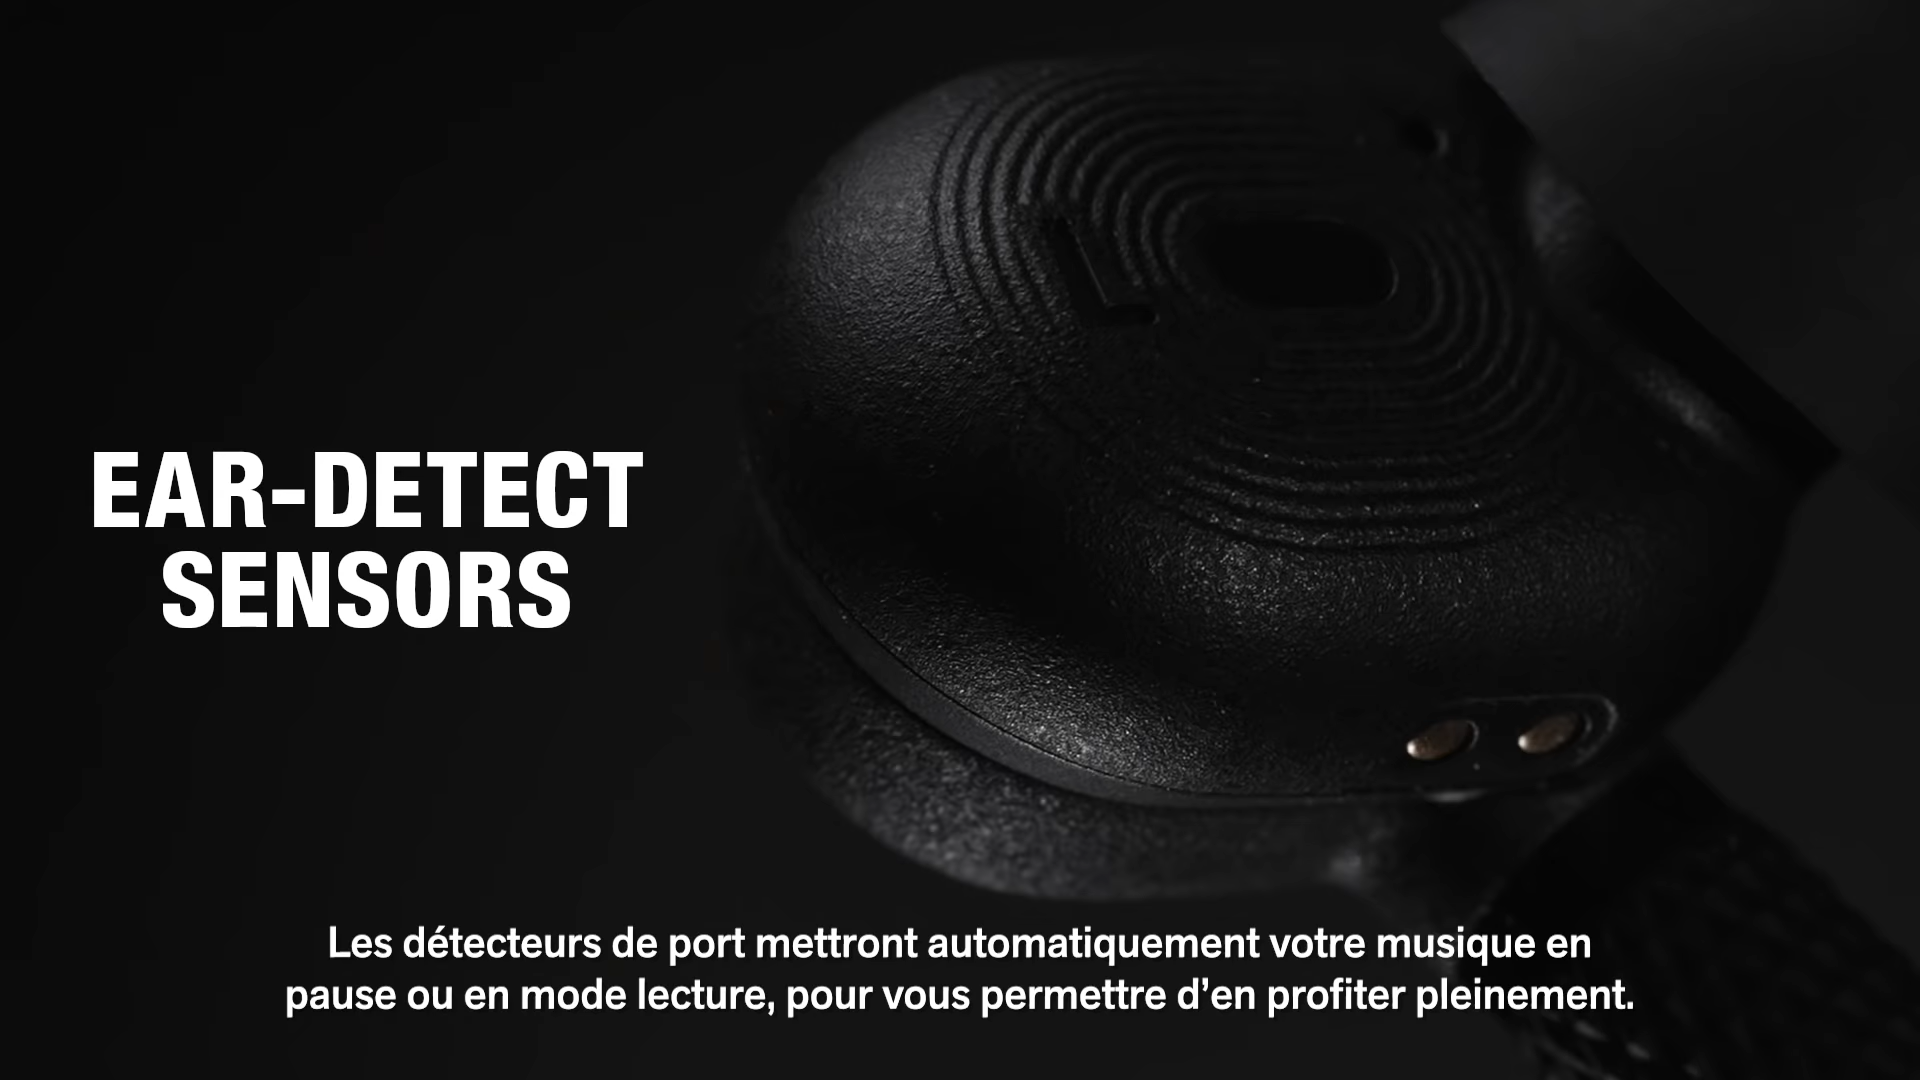 EAR-DETECT
SENSORS
Les détecteurs de port mettront automatiquement votre musique en
pause ou en mode lecture, pour vous permettre d’en profiter pleinement.